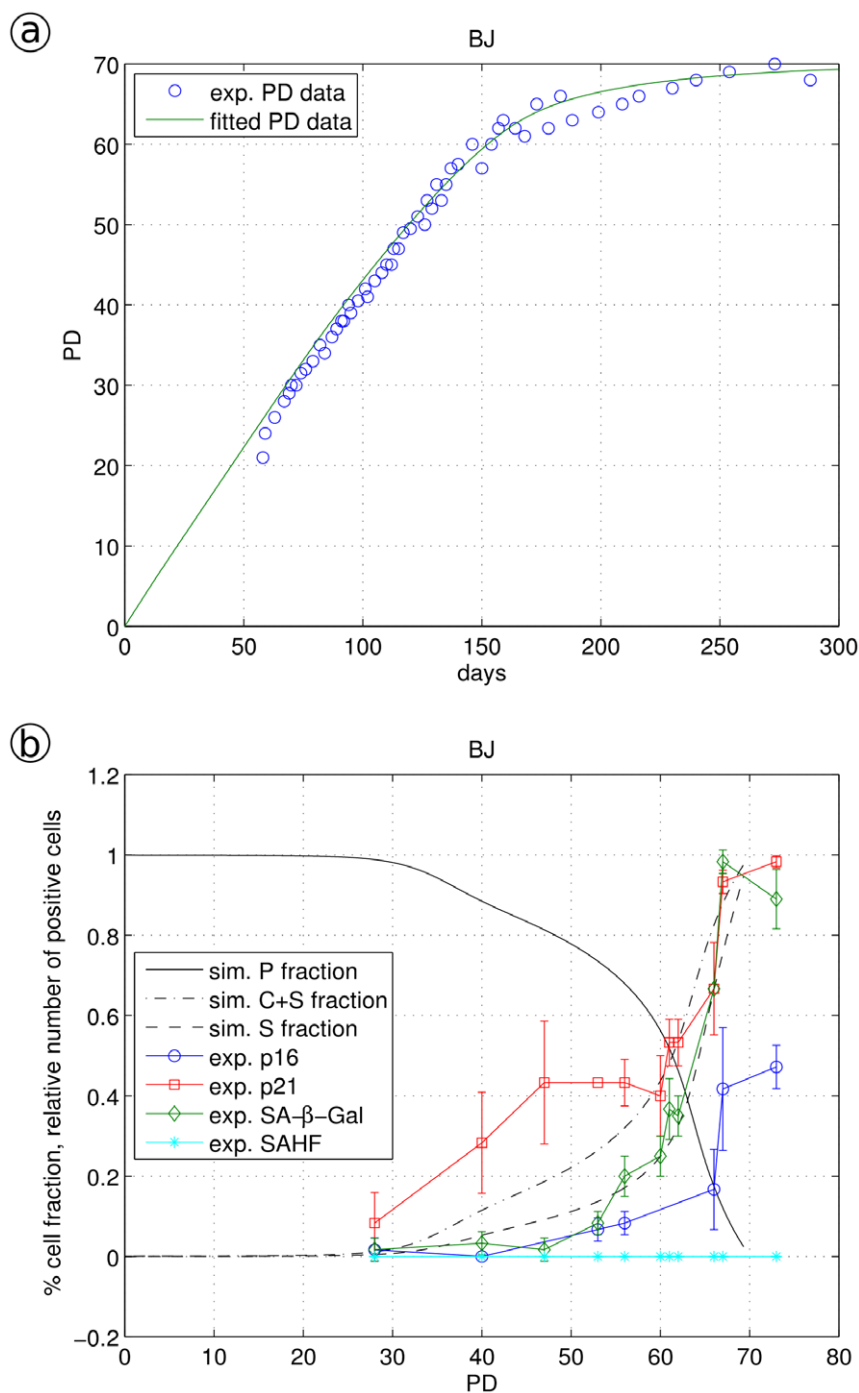 a
BJ
70
60
50
40
30
20
10
0
PD
exp. PD data
fitted PD data
0 50 100 150 200 250 300
days
b
BJ
1.2
1
0.8
0.6
0.4
0.2
0
−0.2
% cell fraction, relative number of positive cells
sim. P fraction
sim. C+S fraction
sim. S fraction
exp. p16
exp. p21
exp. SA-β-Gal
exp. SAHF
0 10 20 30 40 50 60 70 80
PD